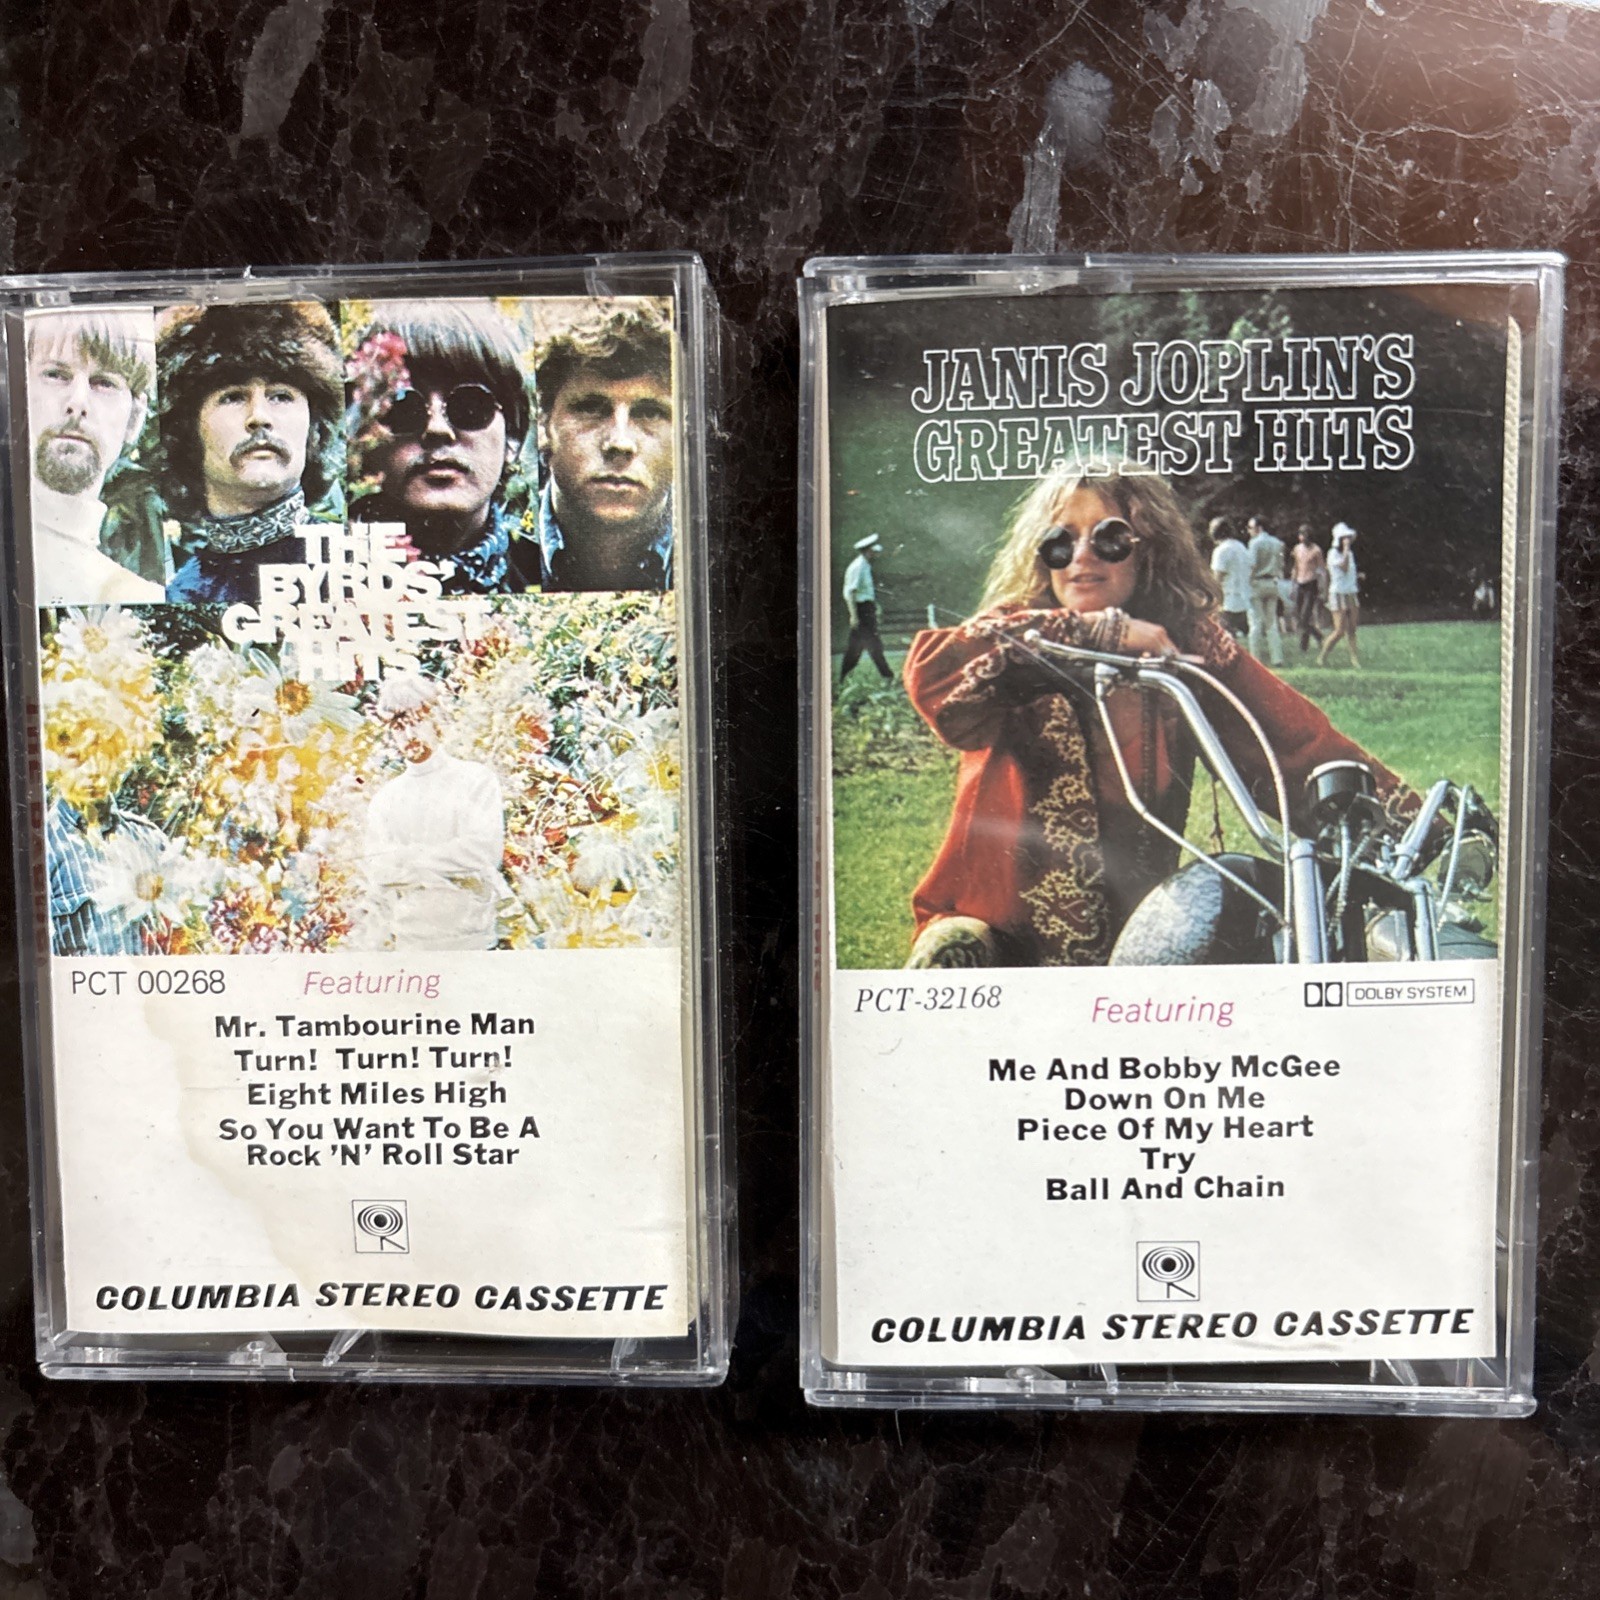 THE
BYRDS'
GREATEST
HITS
PCT 00268 Featuring
Mr. Tambourine Man
Turn! Turn! Turn!
Eight Miles High
So You Want To Be A
Rock 'N' Roll Star
COLUMBIA STEREO CASSETTE
JANIS JOPLIN'S
GREATEST HITS
PCT-32168 Featuring DOLBY SYSTEM
Me And Bobby McGee
Down On Me
Piece Of My Heart
Try
Ball And Chain
COLUMBIA STEREO CASSETTE